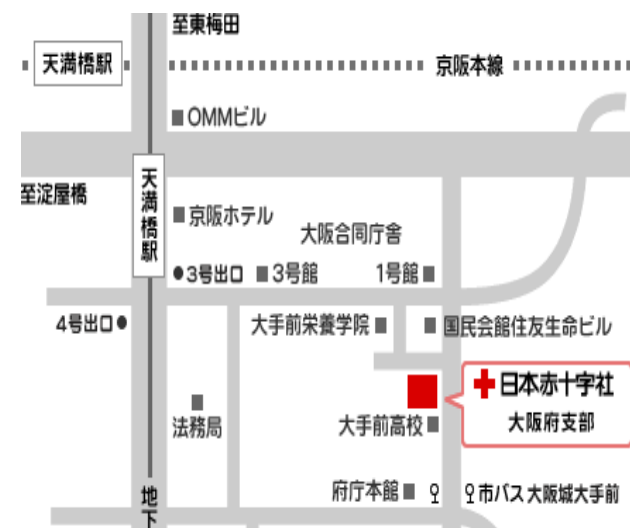 至東梅田
天満橋駅
京阪本線
OMMビル
至淀屋橋
天満橋駅
京阪ホテル
大阪合同庁舎
3号出口
3号館
1号館
4号出口
大手前栄養学院
国民会館住友生命ビル
日本赤十字社
大阪府支部
法務局
大手前高校
府庁本館
市バス大阪城大手前
地下